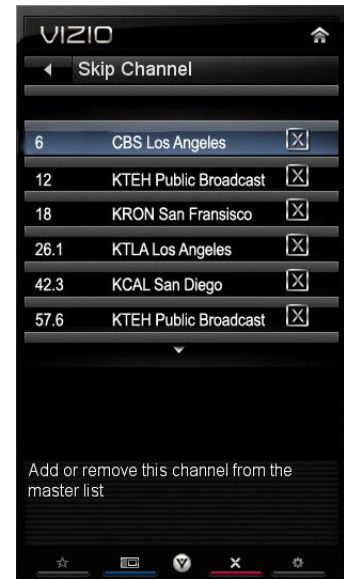 VIZIO
Skip Channel
6 CBS Los Angeles X
12 KTEH Public Broadcast X
18 KRON San Fransisco X
26.1 KTLA Los Angeles X
42.3 KCAL San Diego X
57.6 KTEH Public Broadcast X
Add or remove this channel from the
master list